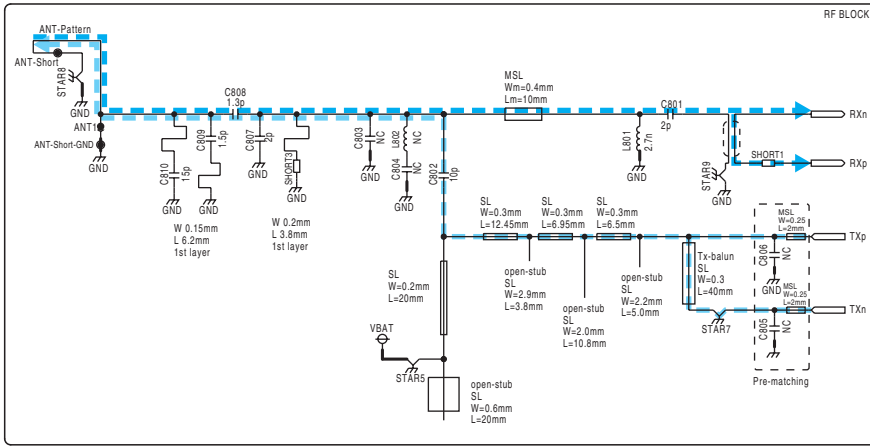 RF BLOCK
ANT-Pattern
ANT-Short
STAR8
GND
ANT1
ANT-Short-GND
GND
C810
15p
GND
C809
1.5p
GND
C808
1.3p
C807
2p
GND
SHORT3
GND
W 0.15mm
L 6.2mm
1st layer
W 0.2mm
L 3.8mm
1st layer
C803
NC
GND
L802
NC
C804
NC
GND
C802
10p
MSL
Wm=0.4mm
Lm=10mm
L801
2.7n
GND
C801
2p
STAR9
GND
SHORT1
RXn
RXp
SL
W=0.3mm
L=12.45mm
SL
W=0.3mm
L=6.95mm
SL
W=0.3mm
L=6.5mm
open-stub
SL
W=2.9mm
L=3.8mm
open-stub
SL
W=2.0mm
L=10.8mm
open-stub
SL
W=2.2mm
L=5.0mm
Tx-balun
SL
W=0.3
L=40mm
STAR7
MSL
W=0.25
L=2mm
C806
NC
GND
TXp
MSL
W=0.25
L=2mm
C805
NC
TXn
Pre-matching
SL
W=0.2mm
L=20mm
VBAT
STAR5
open-stub
SL
W=0.6mm
L=20mm